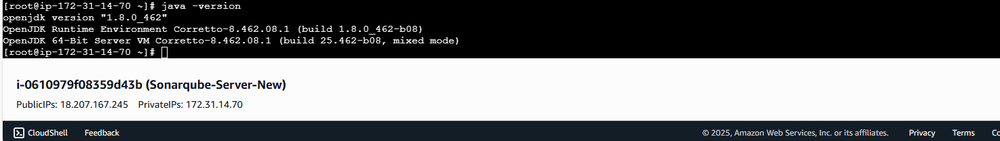 [root@ip-172-31-14-70 ~]# java -version
openjdk version "1.8.0_462"
OpenJDK Runtime Environment Corretto-8.462.08.1 (build 1.8.0_462-b08)
OpenJDK 64-Bit Server VM Corretto-8.462.08.1 (build 25.462-b08, mixed mode)
[root@ip-172-31-14-70 ~]#
i-0610979f08359d43b (Sonarqube-Server-New)
PublicIPs: 18.207.167.245 PrivateIPs: 172.31.14.70
CloudShell Feedback © 2025, Amazon Web Services, Inc. or its affiliates. Privacy Terms